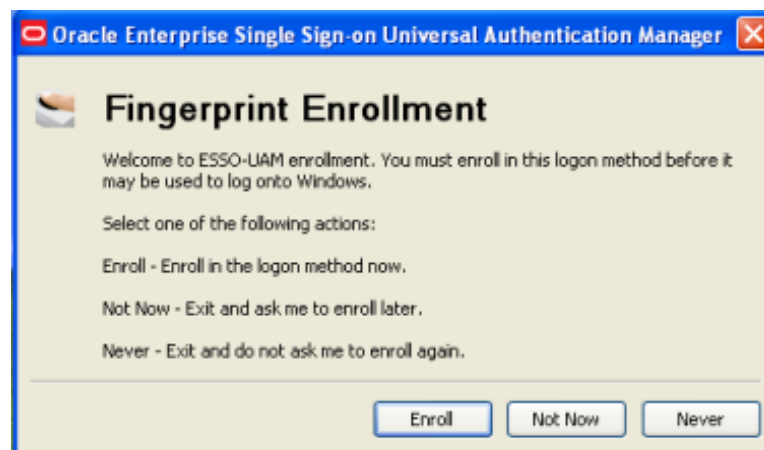 Oracle Enterprise Single Sign-on Universal Authentication Manager
Fingerprint Enrollment
Welcome to ESSO-UAM enrollment. You must enroll in this logon method before it
may be used to log onto Windows.
Select one of the following actions:
Enroll - Enroll in the logon method now.
Not Now - Exit and ask me to enroll later.
Never - Exit and do not ask me to enroll again.
Enroll Not Now Never